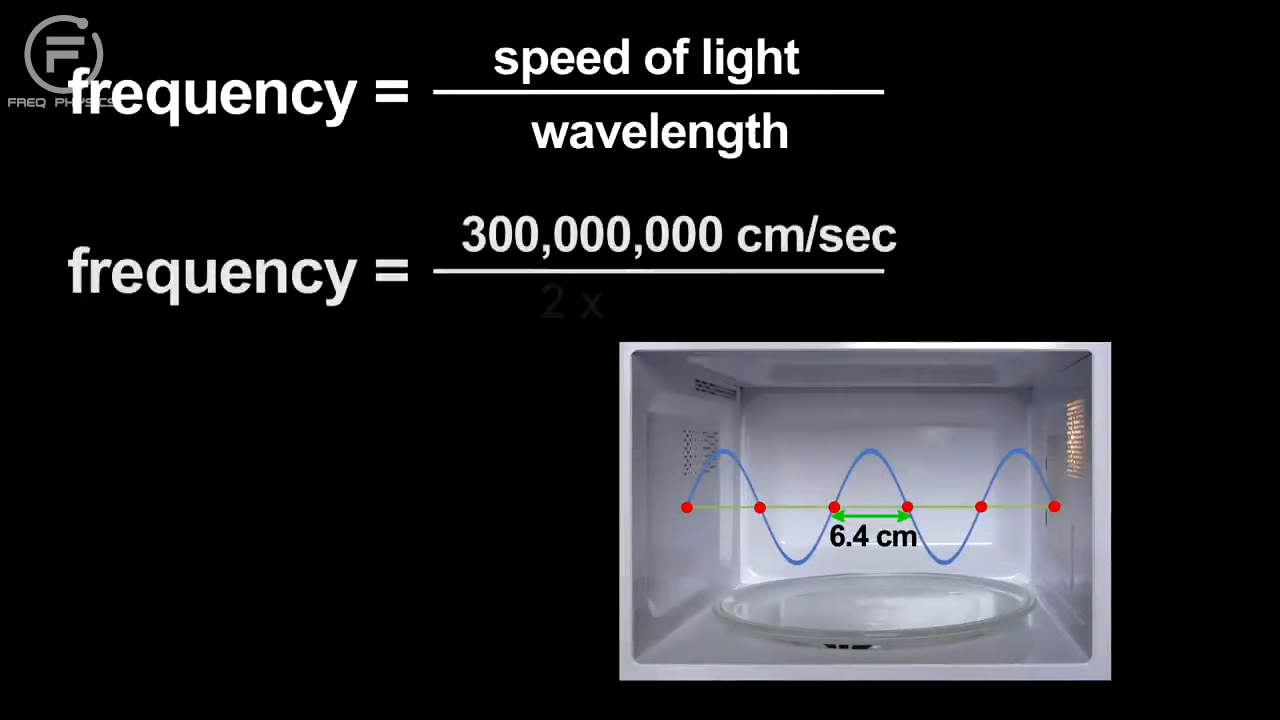 FREQ PHYSICS
speed of light
frequency =
wavelength
300,000,000 cm/sec
frequency =
2 x
6.4 cm